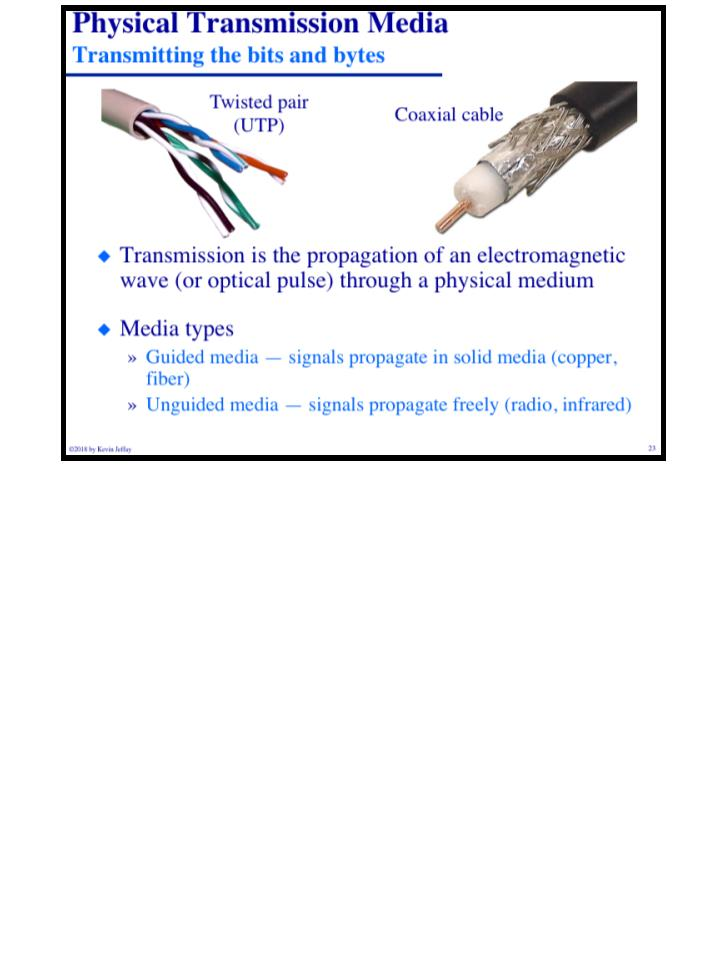 Physical Transmission Media
Transmitting the bits and bytes
Twisted pair
(UTP)
Coaxial cable
◆ Transmission is the propagation of an electromagnetic
wave (or optical pulse) through a physical medium
◆ Media types
» Guided media — signals propagate in solid media (copper,
fiber)
» Unguided media — signals propagate freely (radio, infrared)
©2018 by Kevin Jeffay
23